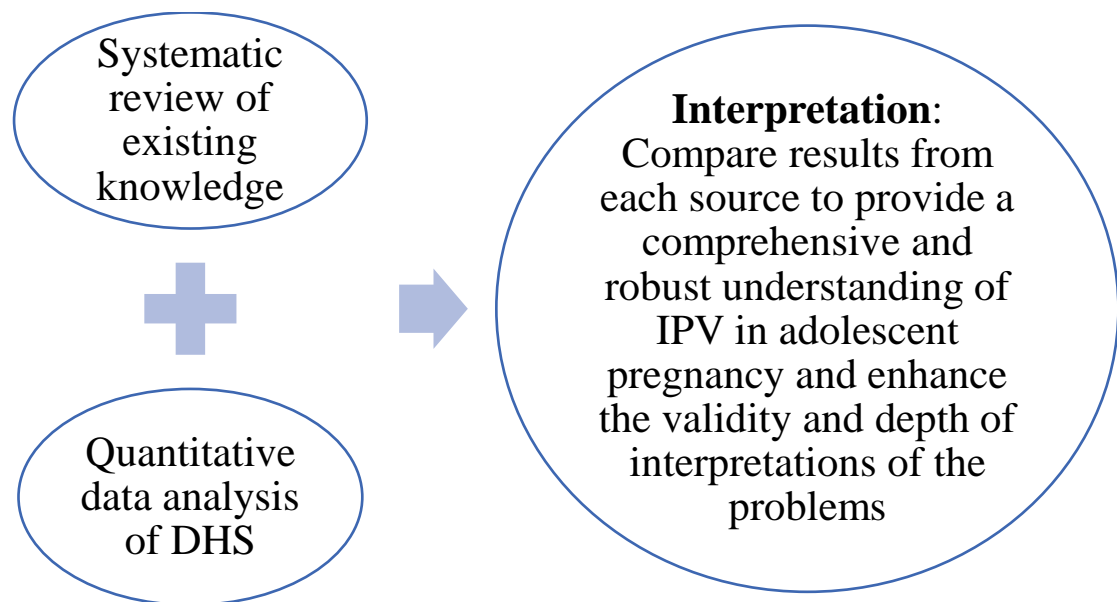 Systematic
review of
existing
knowledge
Quantitative
data analysis
of DHS
Interpretation:
Compare results from
each source to provide a
comprehensive and
robust understanding of
IPV in adolescent
pregnancy and enhance
the validity and depth of
interpretations of the
problems